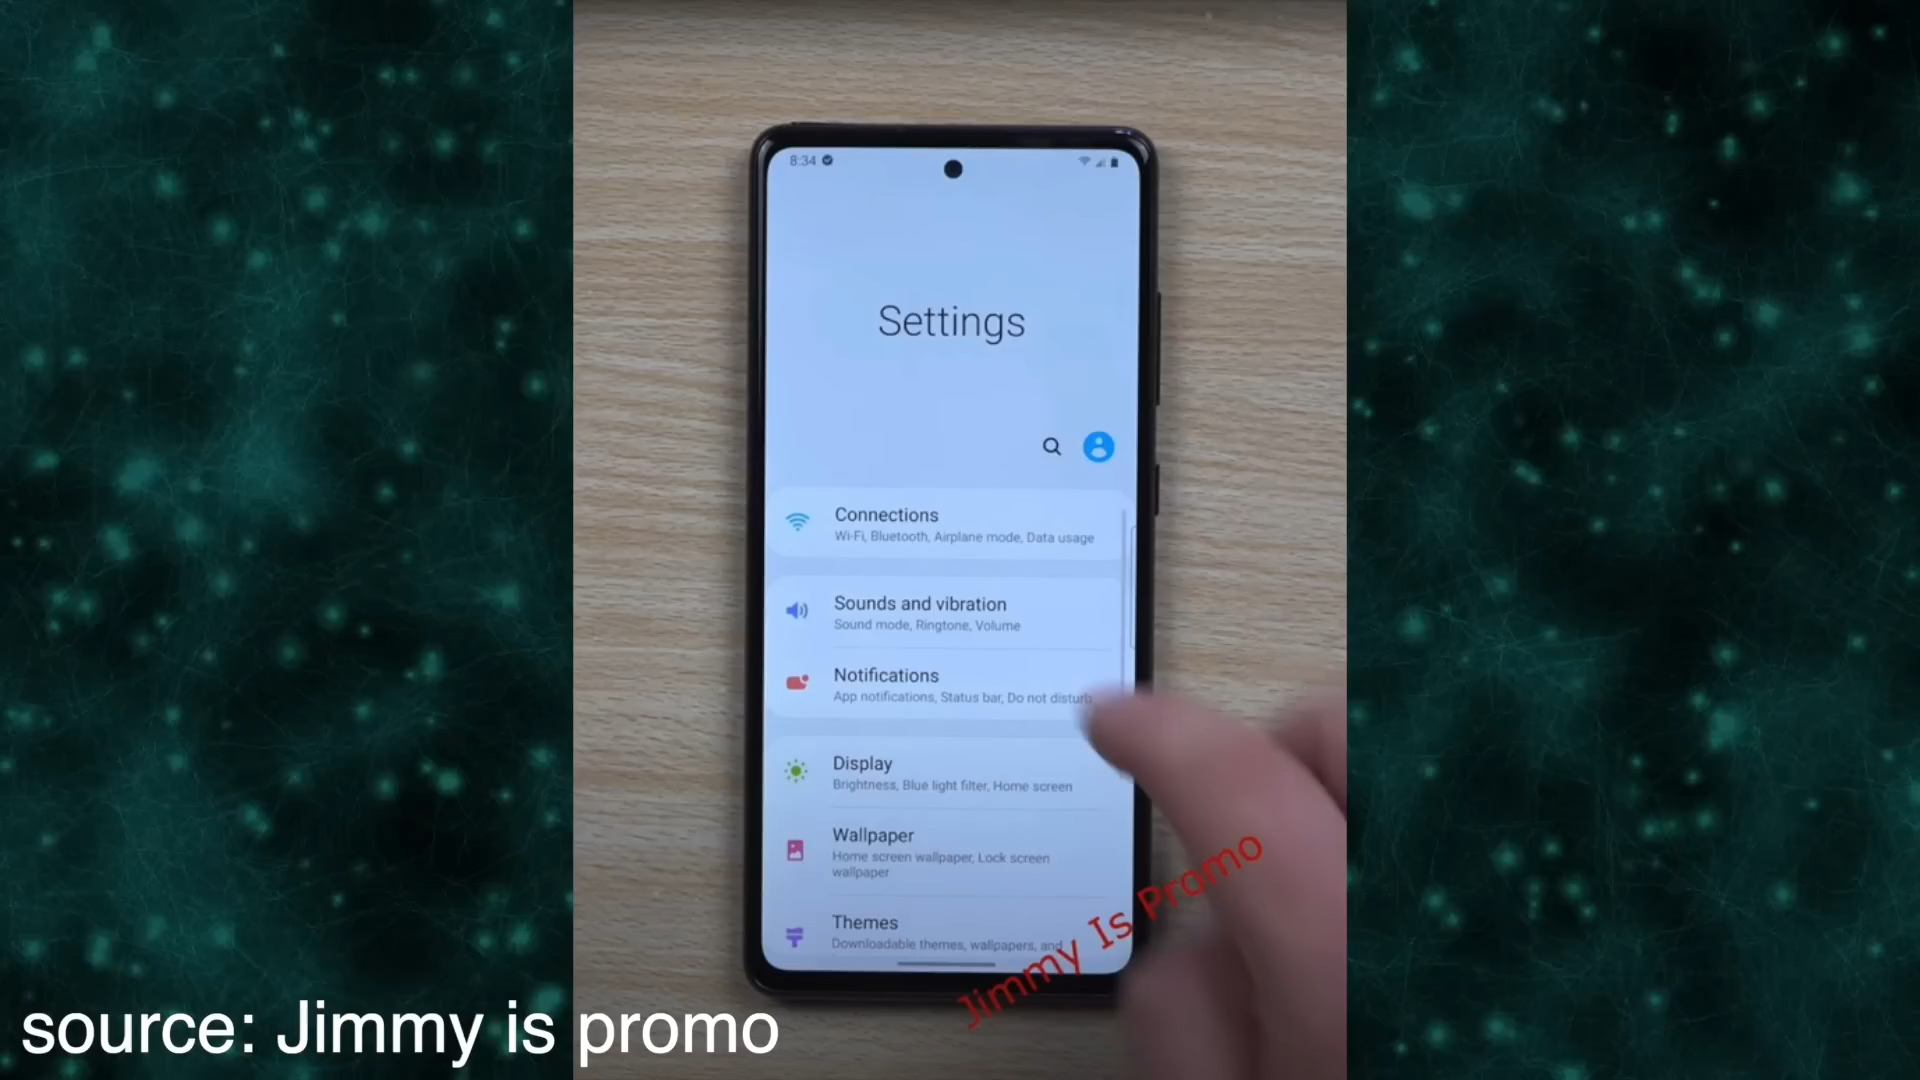 8:34
Settings
Connections
Wi-Fi, Bluetooth, Airplane mode, Data usage
Sounds and vibration
Sound mode, Ringtone, Volume
Notifications
App notifications, Status bar, Do not disturb
Display
Brightness, Blue light filter, Home screen
Wallpaper
Home screen wallpaper, Lock screen
wallpaper
Themes
Downloadable themes, wallpapers, and
Jimmy Is Promo
source: Jimmy is promo